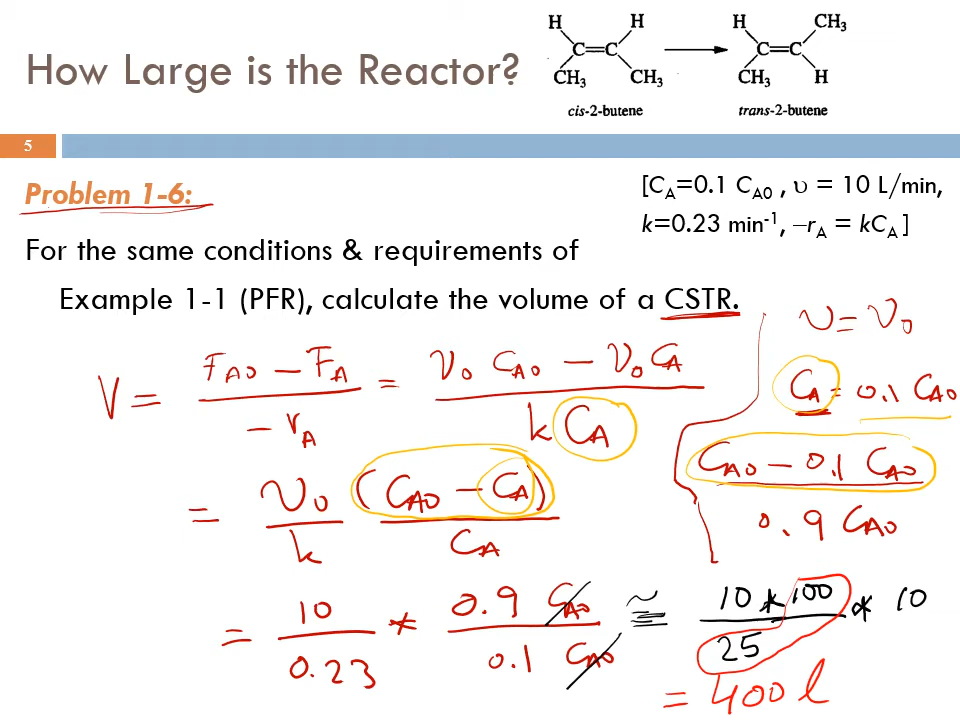 How Large is the Reactor?
H H
C=C
CH3 CH3
cis-2-butene
H CH3
C=C
CH3 H
trans-2-butene
5
Problem 1-6:
[CA=0.1 CA0 , υ = 10 L/min,
k=0.23 min-1, –rA = kCA ]
For the same conditions & requirements of
Example 1-1 (PFR), calculate the volume of a CSTR.
υ = υ0
V = (FA0 - FA) / (-rA) = (υ0 CA0 - υ0 CA) / (k CA)
CA = 0.1 CA0
CA0 - 0.1 CA0
0.9 CA0
= υ0 / k (CA0 - CA) / CA
= 10 / 0.23 * 0.9 CA0 / 0.1 CA0 ≅ 10 * 100 / 25 * 10
= 400 l